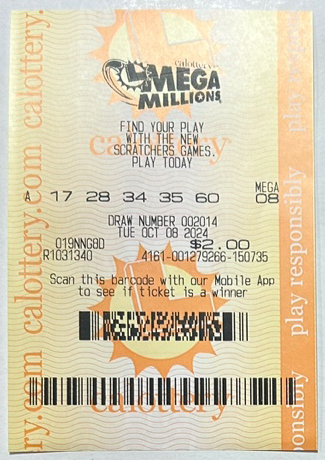 calottery
MEGA
MILLIONS
FIND YOUR PLAY
WITH THE NEW
SCRATCHERS GAMES.
PLAY TODAY
calottery
MEGA
A 17 28 34 35 60 08
DRAW NUMBER 002014
TUE OCT 08 2024
019NNG8D $2.00
R1031340 4161-001279266-150735
Scan this barcode with our Mobile App
to see if ticket is a winner
calottery
calottery.com calottery.
play responsibly play